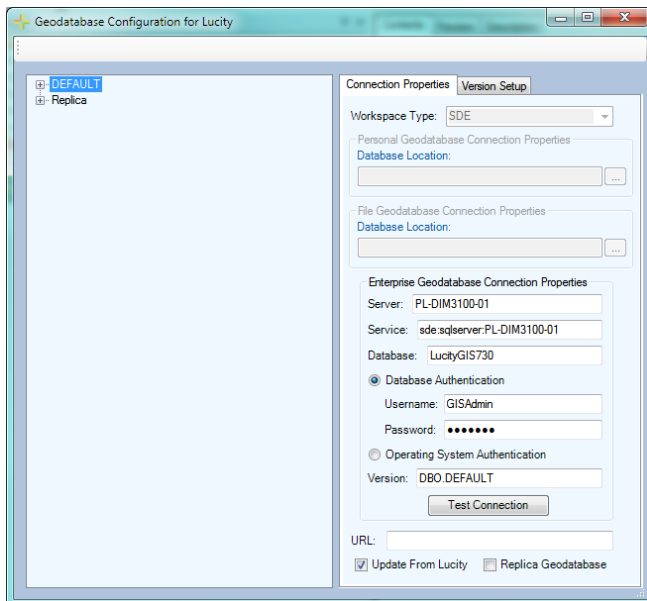 Geodatabase Configuration for Lucity
DEFAULT
Replica
Connection Properties Version Setup
Workspace Type: SDE
Personal Geodatabase Connection Properties
Database Location:
...
File Geodatabase Connection Properties
Database Location:
...
Enterprise Geodatabase Connection Properties
Server: PL-DIM3100-01
Service: sde:sqlserver:PL-DIM3100-01
Database: LucityGIS730
Database Authentication
Username: GISAdmin
Password: ●●●●●●●
Operating System Authentication
Version: DBO.DEFAULT
Test Connection
URL:
Update From Lucity Replica Geodatabase